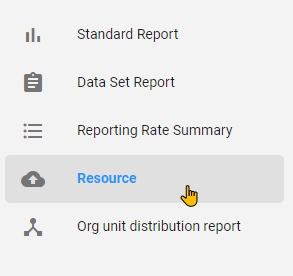 Standard Report
Data Set Report
Reporting Rate Summary
Resource
Org unit distribution report